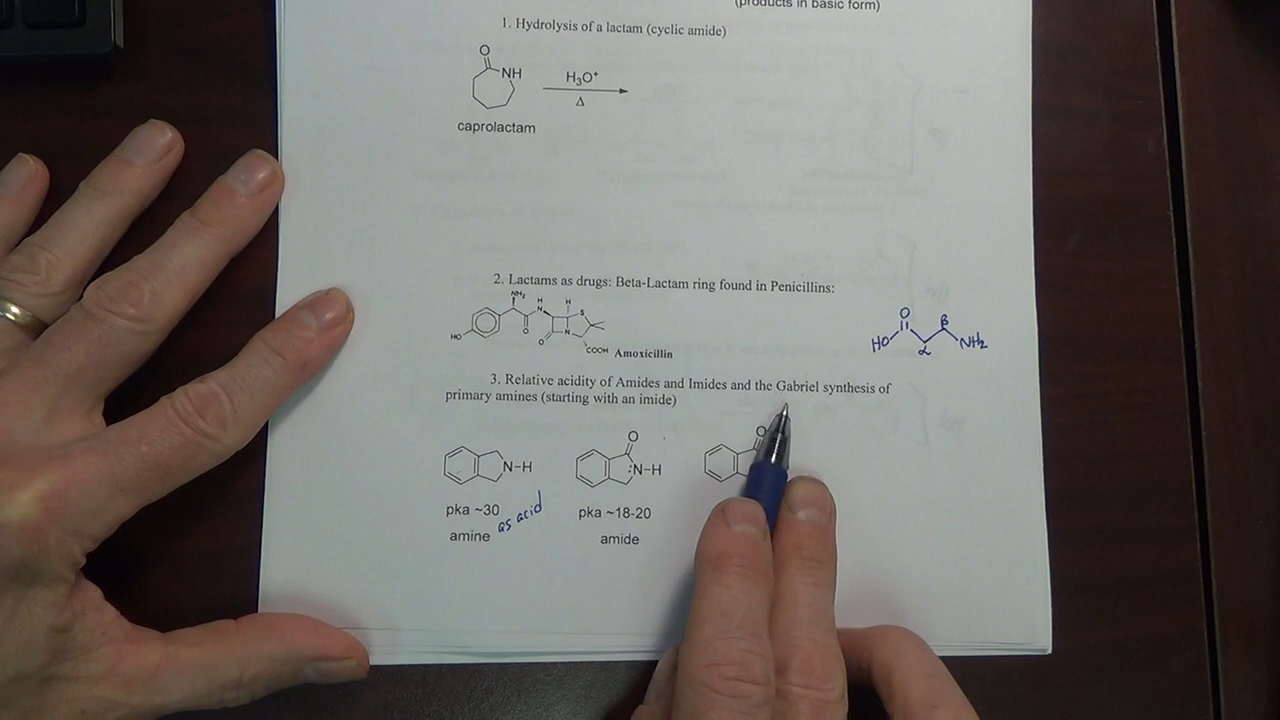 (products in basic form)
1. Hydrolysis of a lactam (cyclic amide)
O
NH
H₃O⁺
Δ
caprolactam
2. Lactams as drugs: Beta-Lactam ring found in Penicillins:
NH₂
H
N
H
S
HO
O
O
N
COOH Amoxicillin
O
β
HO
α
NH₂
3. Relative acidity of Amides and Imides and the Gabriel synthesis of
primary amines (starting with an imide)
N-H
O
:N-H
O
pka ~30
as acid
pka ~18-20
amine
amide